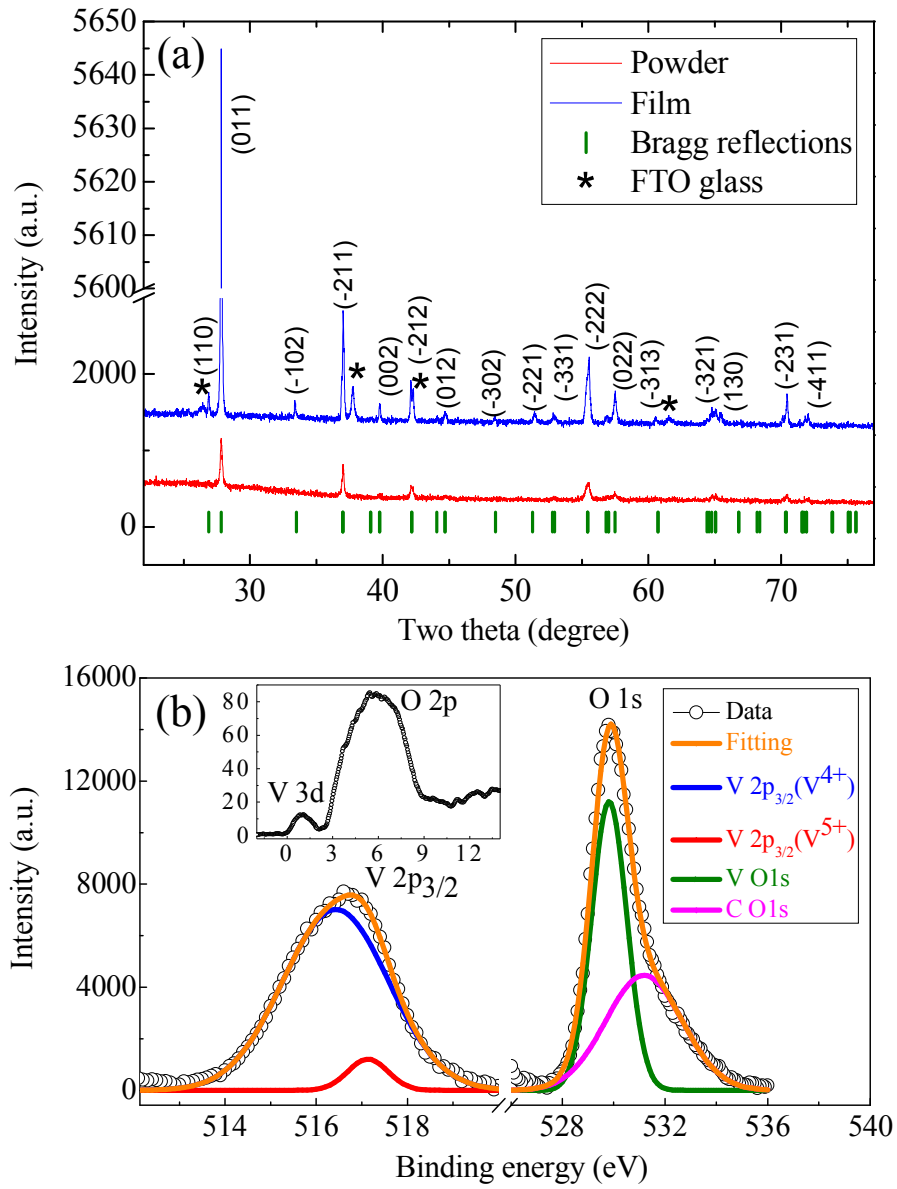 (a)
Powder
Film
Bragg reflections
* FTO glass
5650
5640
5630
5620
5610
5600
2000
0
Intensity (a.u.)
* (110)
(011)
(-102)
(-211)
*
(002)
(-212)
*
(012)
(-302)
(-221)
(-331)
(-222)
(022)
(-313)
*
(-321)
(130)
(-231)
(-411)
30 40 50 60 70
Two theta (degree)
(b)
16000
12000
8000
4000
0
Intensity (a.u.)
80
60
40
20
0
O 2p
V 3d
0 3 6 9 12
V 2p3/2
O 1s
Data
Fitting
V 2p3/2(V4+)
V 2p3/2(V5+)
V O1s
C O1s
514 516 518 528 532 536 540
Binding energy (eV)